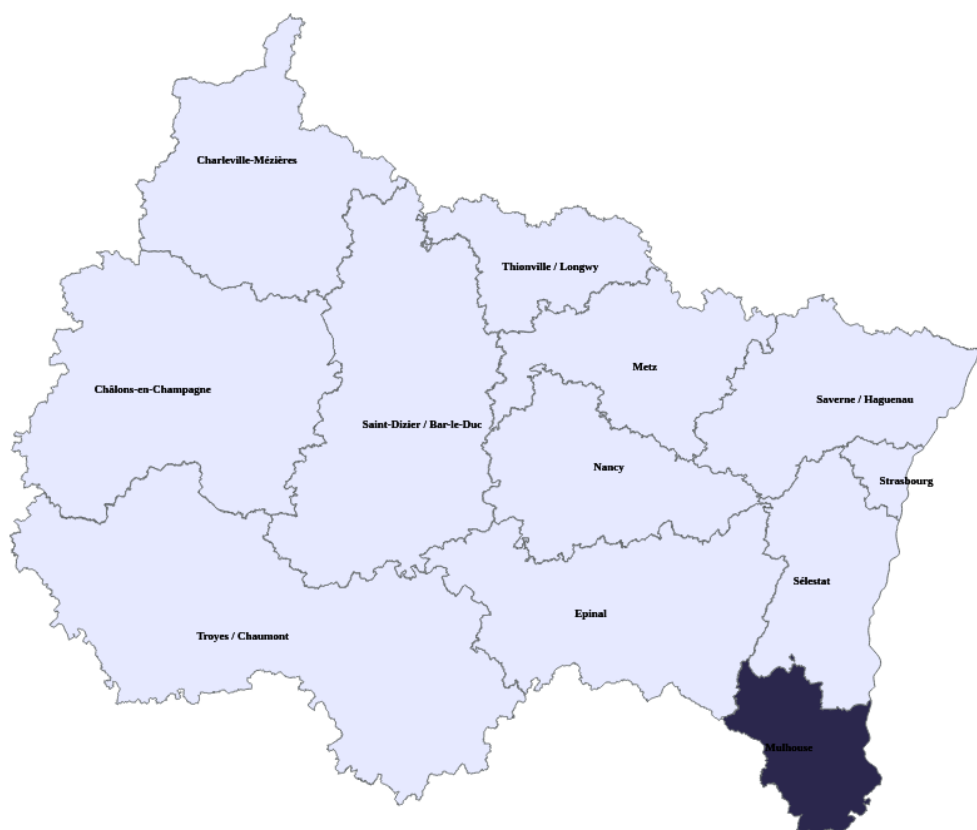 Charleville-Mézières
Thionville / Longwy
Metz
Châlons-en-Champagne
Saverne / Haguenau
Saint-Dizier / Bar-le-Duc
Nancy
Strasbourg
Sélestat
Epinal
Troyes / Chaumont
Mulhouse